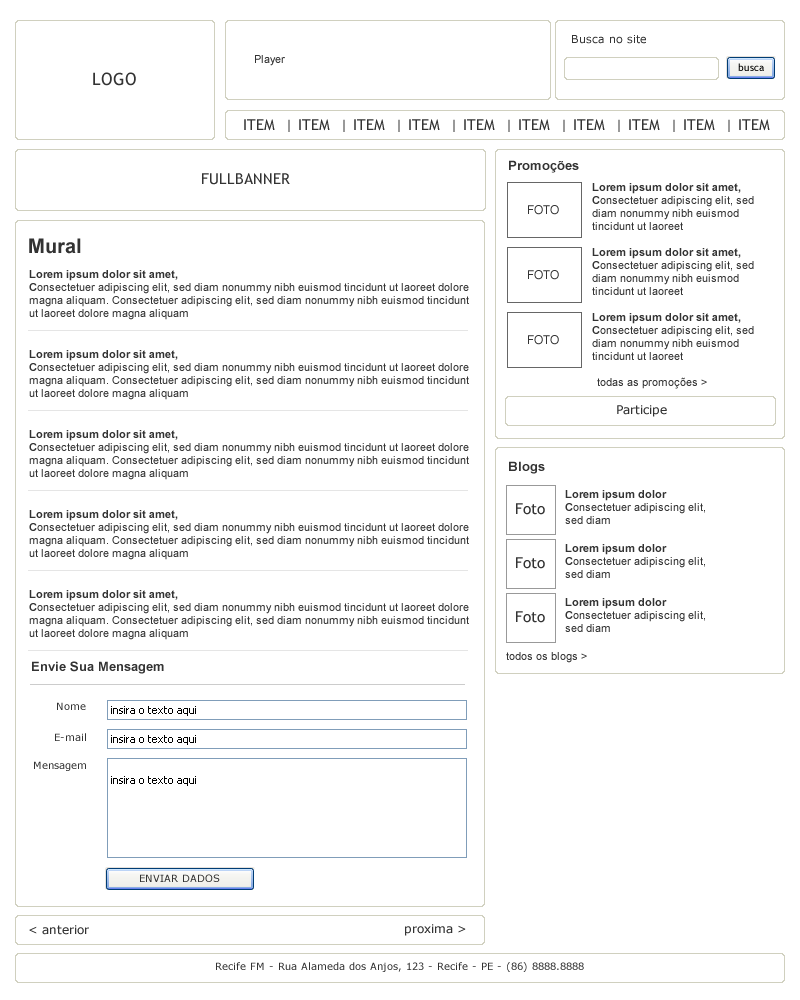 LOGO
Player
Busca no site
busca
ITEM | ITEM | ITEM | ITEM | ITEM | ITEM | ITEM | ITEM | ITEM | ITEM
FULLBANNER
Mural
Lorem ipsum dolor sit amet,
Consectetuer adipiscing elit, sed diam nonummy nibh euismod tincidunt ut laoreet dolore
magna aliquam. Consectetuer adipiscing elit, sed diam nonummy nibh euismod tincidunt
ut laoreet dolore magna aliquam
Lorem ipsum dolor sit amet,
Consectetuer adipiscing elit, sed diam nonummy nibh euismod tincidunt ut laoreet dolore
magna aliquam. Consectetuer adipiscing elit, sed diam nonummy nibh euismod tincidunt
ut laoreet dolore magna aliquam
Lorem ipsum dolor sit amet,
Consectetuer adipiscing elit, sed diam nonummy nibh euismod tincidunt ut laoreet dolore
magna aliquam. Consectetuer adipiscing elit, sed diam nonummy nibh euismod tincidunt
ut laoreet dolore magna aliquam
Lorem ipsum dolor sit amet,
Consectetuer adipiscing elit, sed diam nonummy nibh euismod tincidunt ut laoreet dolore
magna aliquam. Consectetuer adipiscing elit, sed diam nonummy nibh euismod tincidunt
ut laoreet dolore magna aliquam
Lorem ipsum dolor sit amet,
Consectetuer adipiscing elit, sed diam nonummy nibh euismod tincidunt ut laoreet dolore
magna aliquam. Consectetuer adipiscing elit, sed diam nonummy nibh euismod tincidunt
ut laoreet dolore magna aliquam
Envie Sua Mensagem
Nome
insira o texto aqui
E-mail
insira o texto aqui
Mensagem
insira o texto aqui
ENVIAR DADOS
< anterior
proxima >
Promoções
FOTO
Lorem ipsum dolor sit amet,
Consectetuer adipiscing elit, sed
diam nonummy nibh euismod
tincidunt ut laoreet
FOTO
Lorem ipsum dolor sit amet,
Consectetuer adipiscing elit, sed
diam nonummy nibh euismod
tincidunt ut laoreet
FOTO
Lorem ipsum dolor sit amet,
Consectetuer adipiscing elit, sed
diam nonummy nibh euismod
tincidunt ut laoreet
todas as promoções >
Participe
Blogs
Foto
Lorem ipsum dolor
Consectetuer adipiscing elit,
sed diam
Foto
Lorem ipsum dolor
Consectetuer adipiscing elit,
sed diam
Foto
Lorem ipsum dolor
Consectetuer adipiscing elit,
sed diam
todos os blogs >
Recife FM - Rua Alameda dos Anjos, 123 - Recife - PE - (86) 8888.8888